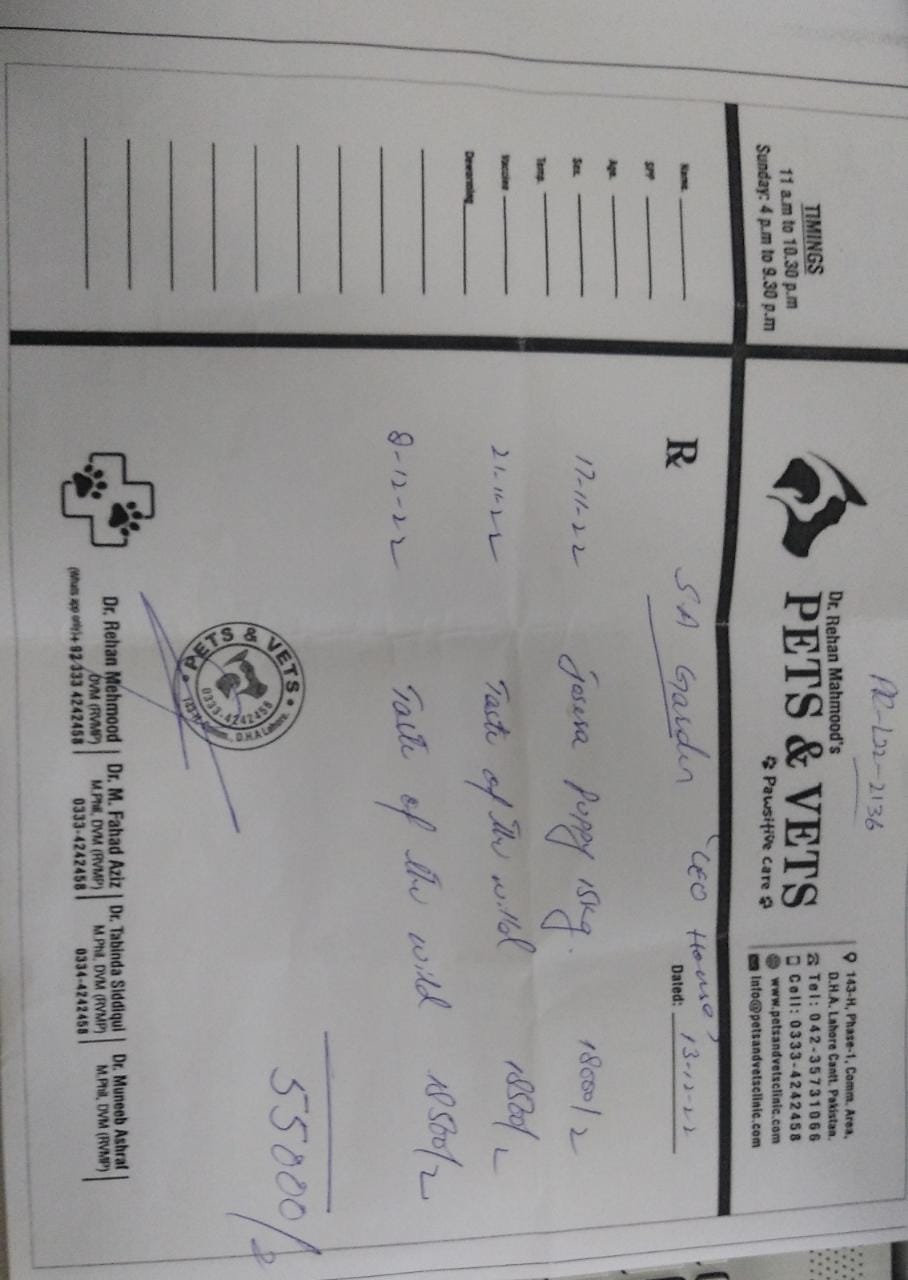 PR-L22-2136
TIMINGS
11 a.m to 10.30 p.m
Sunday: 4 p.m to 9.30 p.m
Dr. Rehan Mahmood's
PETS & VETS
Pawsitive care
143-H, Phase-1, Comm. Area,
D.H.A. Lahore Cantt. Pakistan.
Tel: 042-35731066
Cell: 0333-4242458
www.petsandvetsclinic.com
Info@petsandvetsclinic.com
Name.
SPP
Age.
Sex.
Temp.
Vaccine
Deworming
Rx
SA Garden "CEO House"
Dated: 13-12-22
17-11-22 Josera Puppy 15kg. 18000/-
21-11-22 Taste of the wild 18500/-
8-12-22 Taste of the wild 18500/-
55000/-
PETS & VETS
0333-4242458
D.H.A Lahore.
Dr. Rehan Mehmood
DVM (RVMP)
(Whats app only)+ 92-333 4242458
Dr. M. Fahad Aziz
M.Phil, DVM (RVMP)
0333-4242458
Dr. Tabinda Siddiqui
M.Phil, DVM (RVMP)
0334-4242458
Dr. Muneeb Ashraf
M.Phil, DVM (RVMP)